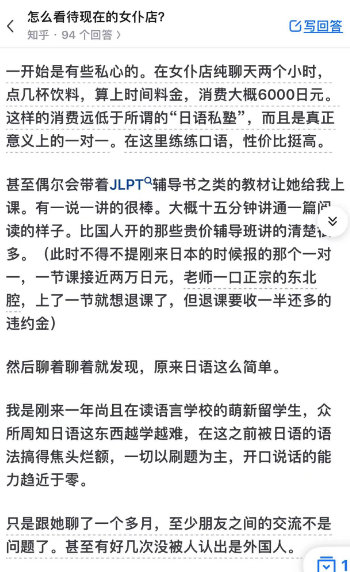 怎么看待现在的女仆店?
知乎 · 94 个回答
写回答
一开始是有些私心的。在女仆店纯聊天两个小时，
点几杯饮料，算上时间料金，消费大概6000日元。
这样的消费远低于所谓的“日语私塾”，而且是真正
意义上的一对一。在这里练练口语，性价比挺高。
甚至偶尔会带着JLPT辅导书之类的教材让她给我上
课。有一说一讲的很棒。大概十五分钟讲通一篇阅
读的样子。比国人开的那些贵价辅导班讲的清楚很
多。（此时不得不提刚来日本的时候报的那个一对
一，一节课接近两万日元，老师一口正宗的东北
腔，上了一节就想退课了，但退课要收一半还多的
违约金）
然后聊着聊着就发现，原来日语这么简单。
我是刚来一年尚且在读语言学校的萌新留学生，众
所周知日语这东西越学越难，在这之前被日语的语
法搞得焦头烂额，一切以刷题为主，开口说话的能
力趋近于零。
只是跟她聊了一个多月，至少朋友之间的交流不是
问题了。甚至有好几次没被人认出是外国人。
1